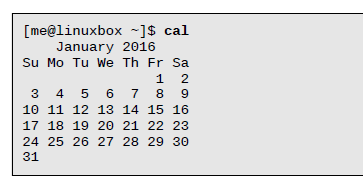 [me@linuxbox ~]$ cal
    January 2016
Su Mo Tu We Th Fr Sa
                1  2
 3  4  5  6  7  8  9
10 11 12 13 14 15 16
17 18 19 20 21 22 23
24 25 26 27 28 29 30
31